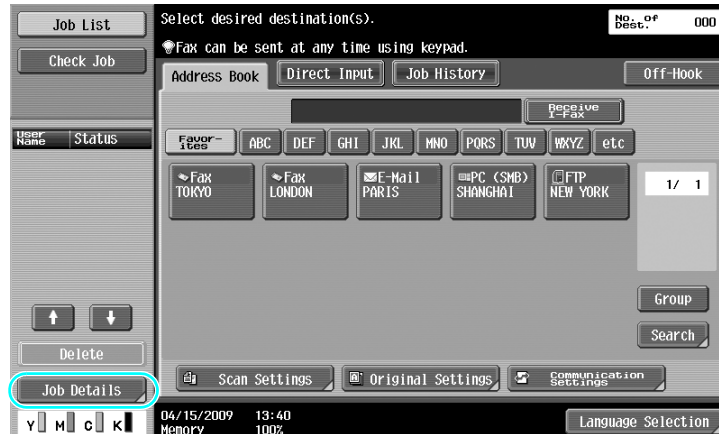 Job List
Check Job
User Name
Status
Delete
Job Details
Y M C K
Select desired destination(s).
No. of Dest.
000
Fax can be sent at any time using keypad.
Address Book
Direct Input
Job History
Off-Hook
Receive
I-Fax
Favor-
ites
ABC
DEF
GHI
JKL
MNO
PQRS
TUV
WXYZ
etc
Fax
TOKYO
Fax
LONDON
E-Mail
PARIS
PC (SMB)
SHANGHAI
FTP
NEW YORK
1/ 1
Group
Search
Scan Settings
Original Settings
Communication
Settings
04/15/2009 13:40
Memory 100%
Language Selection